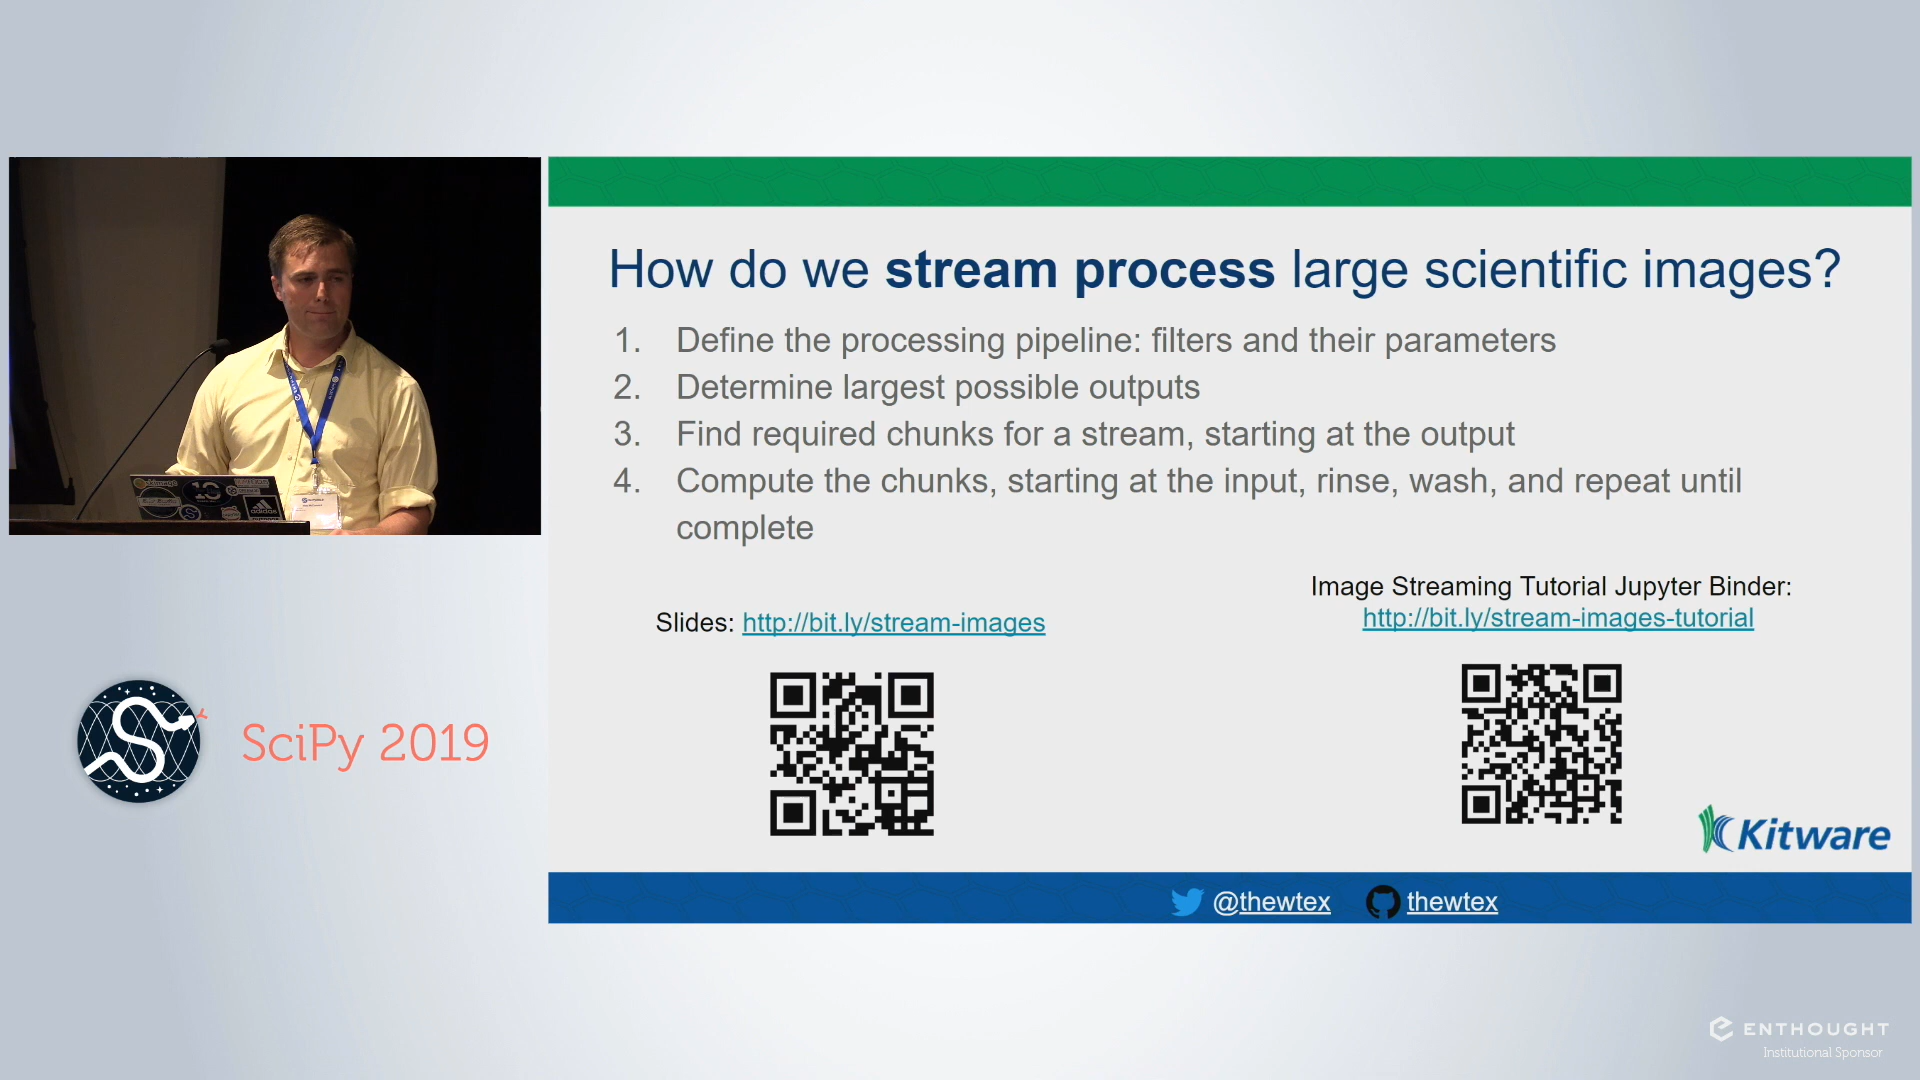 How do we stream process large scientific images?
1. Define the processing pipeline: filters and their parameters
2. Determine largest possible outputs
3. Find required chunks for a stream, starting at the output
4. Compute the chunks, starting at the input, rinse, wash, and repeat until
complete
Slides: http://bit.ly/stream-images
Image Streaming Tutorial Jupyter Binder:
http://bit.ly/stream-images-tutorial
Kitware
@thewtex thewtex
adidas
S
SciPy 2019
ENTHOUGHT
Institutional Sponsor